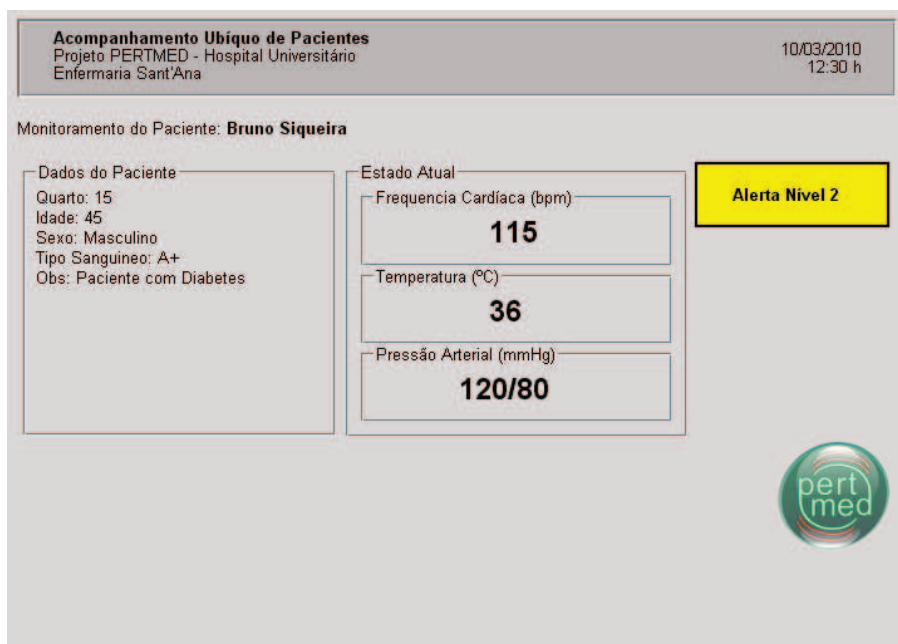 Acompanhamento Ubíquo de Pacientes
Projeto PERTMED - Hospital Universitário
Enfermaria Sant'Ana
10/03/2010
12:30 h
Monitoramento do Paciente: Bruno Siqueira
Dados do Paciente
Quarto: 15
Idade: 45
Sexo: Masculino
Tipo Sanguineo: A+
Obs: Paciente com Diabetes
Estado Atual
Frequencia Cardíaca (bpm)
115
Temperatura (ºC)
36
Pressão Arterial (mmHg)
120/80
Alerta Nível 2
pert
med